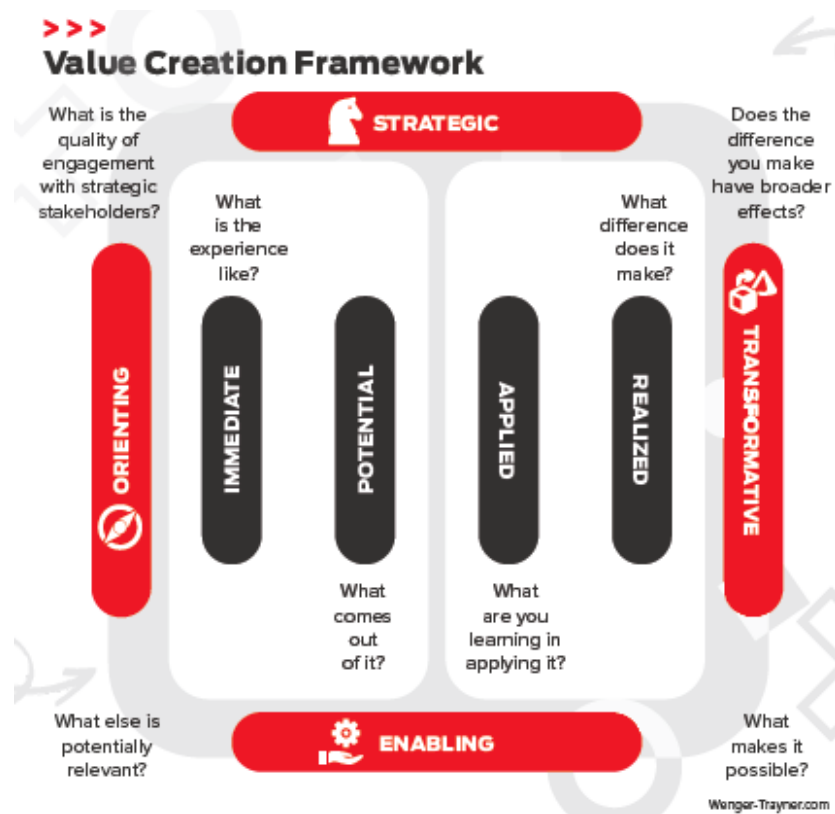 >>>
Value Creation Framework
What is the
quality of
engagement
with strategic
stakeholders?
STRATEGIC
Does the
difference
you make
have broader
effects?
What
is the
experience
like?
What
difference
does it
make?
ORIENTING
IMMEDIATE
POTENTIAL
APPLIED
REALIZED
TRANSFORMATIVE
What
comes
out
of it?
What
are you
learning in
applying it?
What else is
potentially
relevant?
ENABLING
What
makes it
possible?
Wenger-Trayner.com